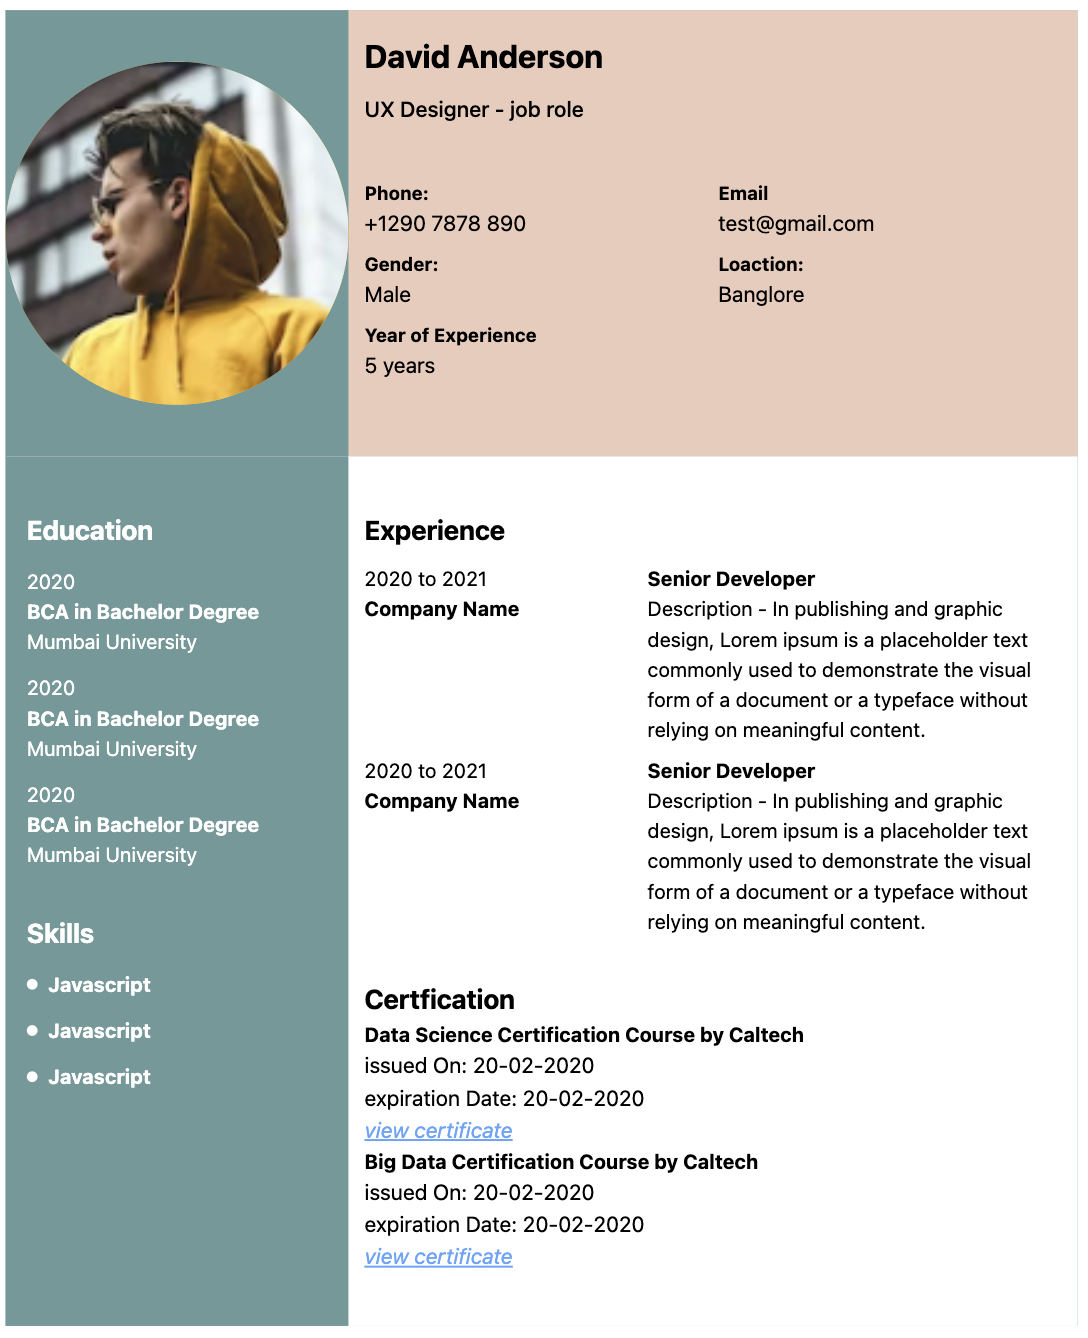 David Anderson
UX Designer - job role
Phone:
+1290 7878 890
Email
test@gmail.com
Gender:
Male
Loaction:
Banglore
Year of Experience
5 years
Education
2020
BCA in Bachelor Degree
Mumbai University
2020
BCA in Bachelor Degree
Mumbai University
2020
BCA in Bachelor Degree
Mumbai University
Skills
Javascript
Javascript
Javascript
Experience
2020 to 2021
Company Name
Senior Developer
Description - In publishing and graphic
design, Lorem ipsum is a placeholder text
commonly used to demonstrate the visual
form of a document or a typeface without
relying on meaningful content.
2020 to 2021
Company Name
Senior Developer
Description - In publishing and graphic
design, Lorem ipsum is a placeholder text
commonly used to demonstrate the visual
form of a document or a typeface without
relying on meaningful content.
Certfication
Data Science Certification Course by Caltech
issued On: 20-02-2020
expiration Date: 20-02-2020
view certificate
Big Data Certification Course by Caltech
issued On: 20-02-2020
expiration Date: 20-02-2020
view certificate